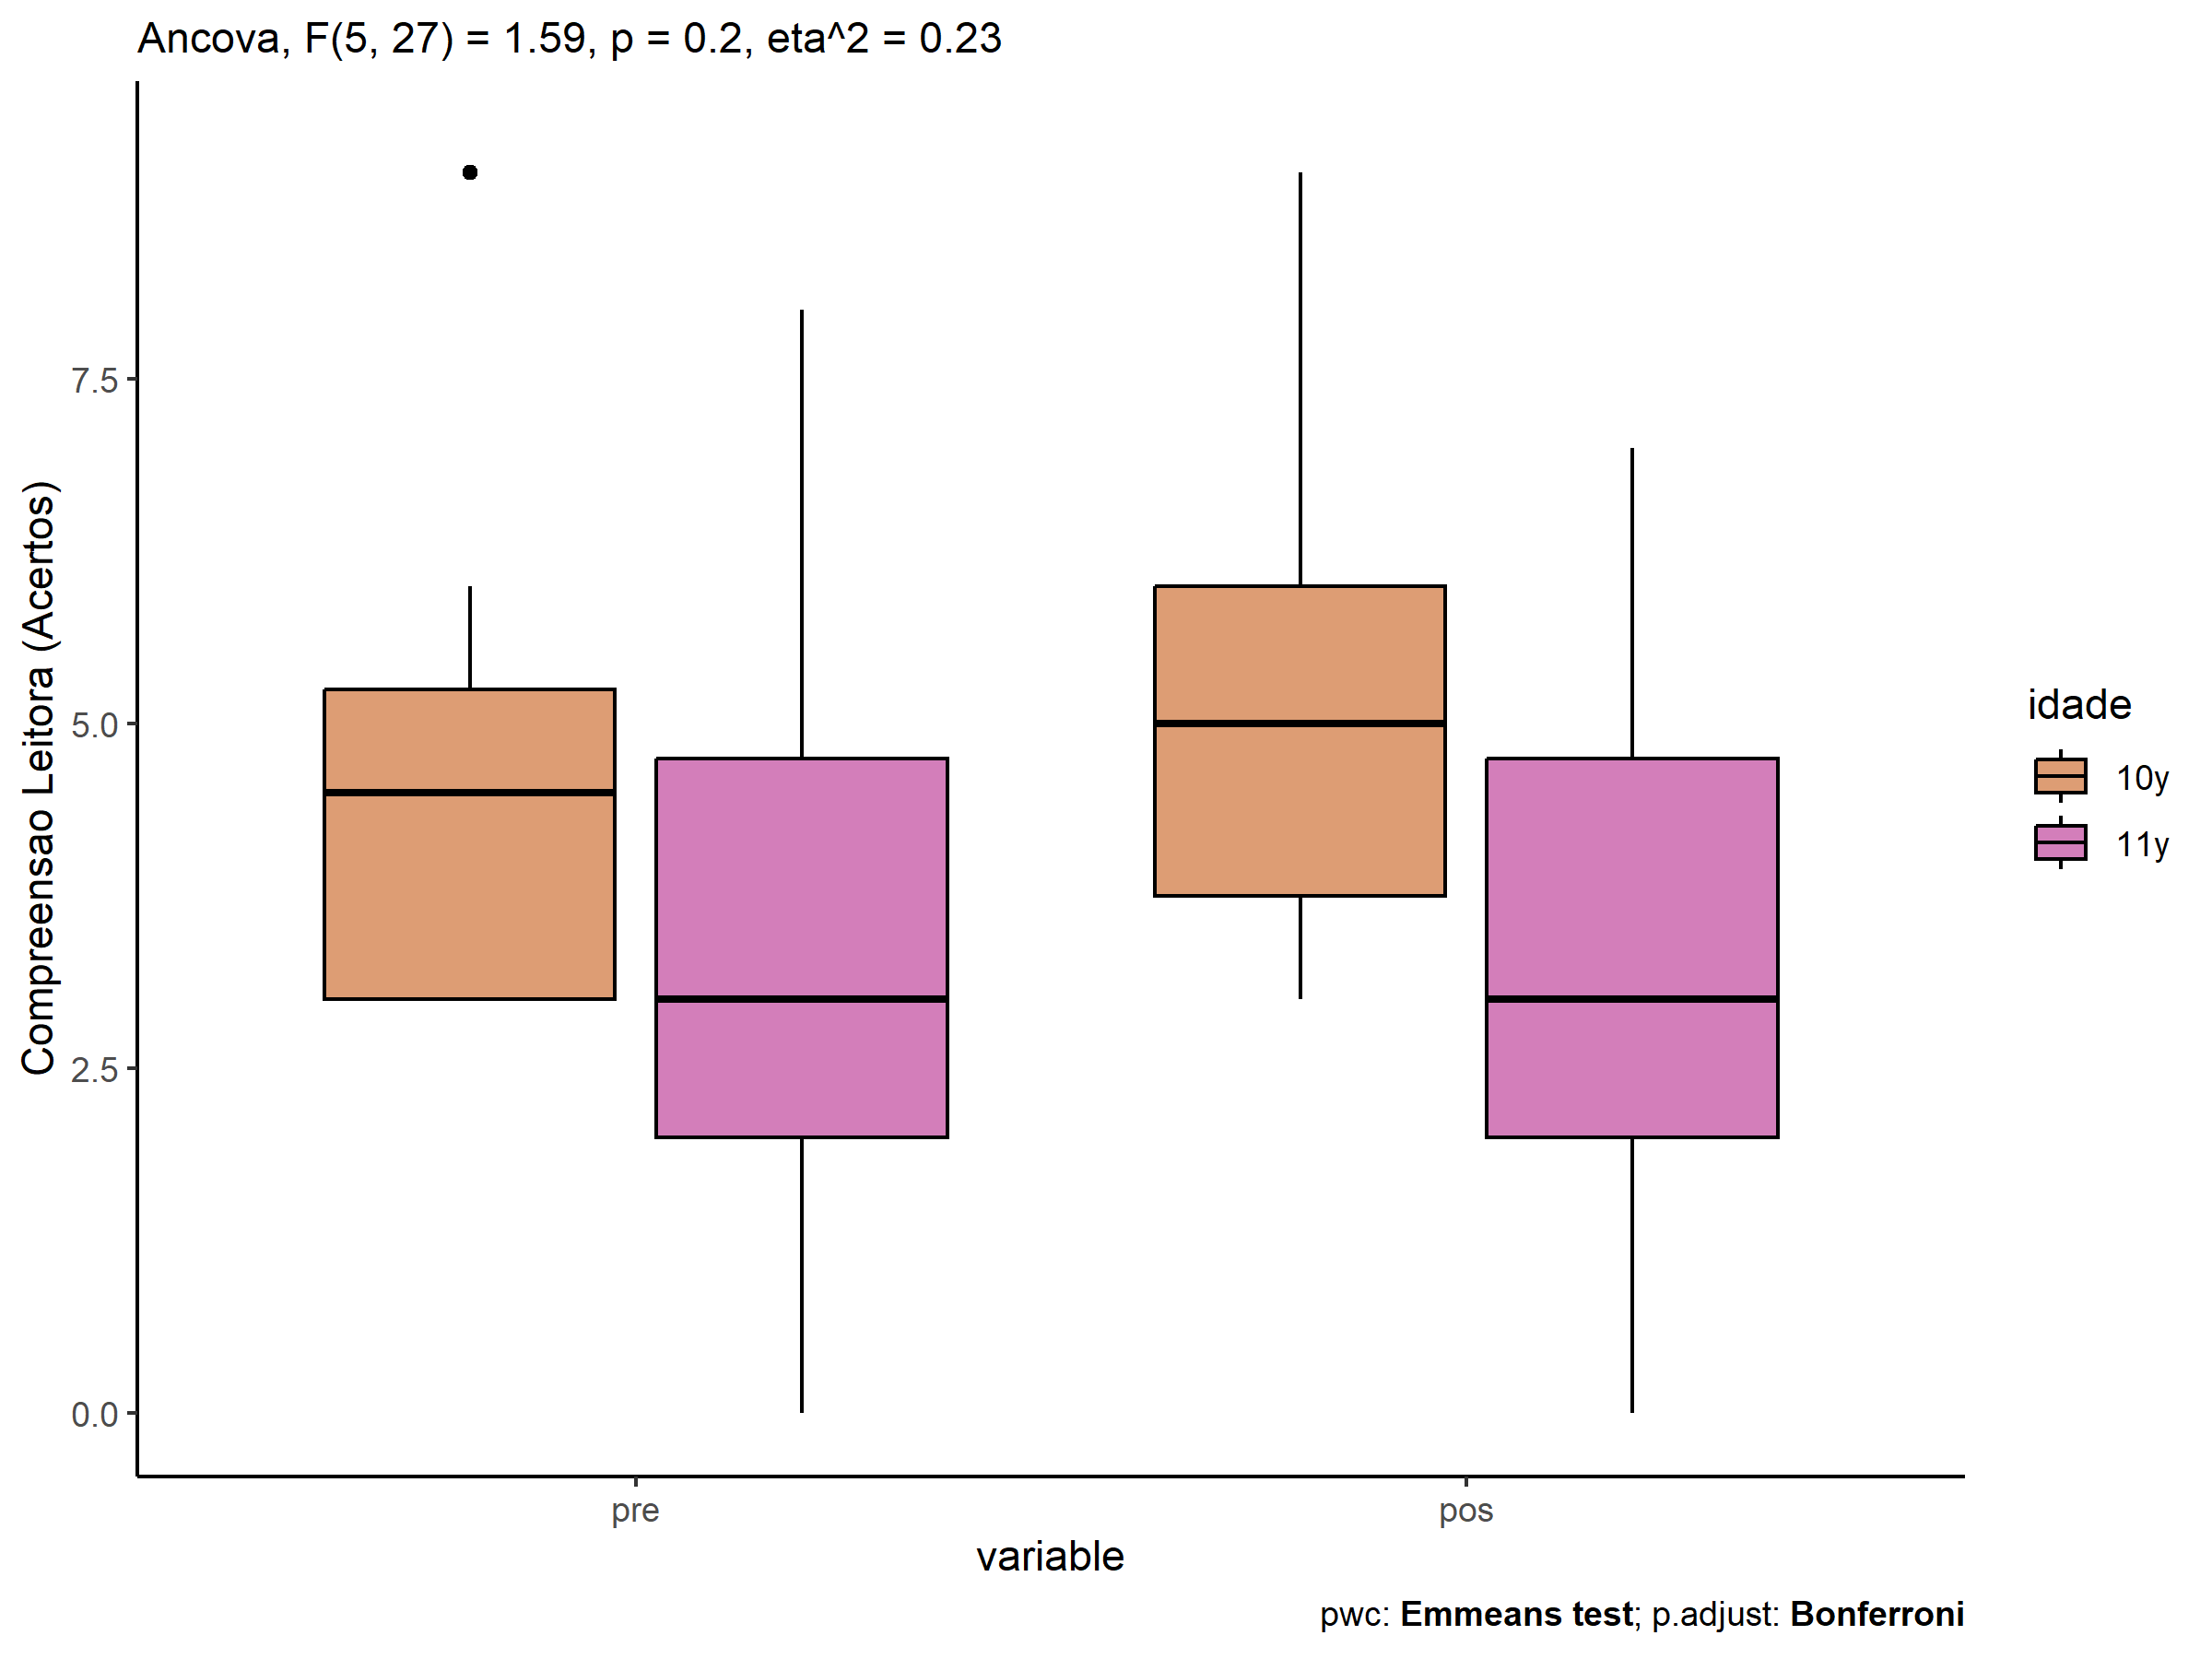 Ancova, F(5, 27) = 1.59, p = 0.2, eta^2 = 0.23
Compreensao Leitora (Acertos)
7.5
5.0
2.5
0.0
pre
pos
variable
idade
10y
11y
pwc: Emmeans test; p.adjust: Bonferroni